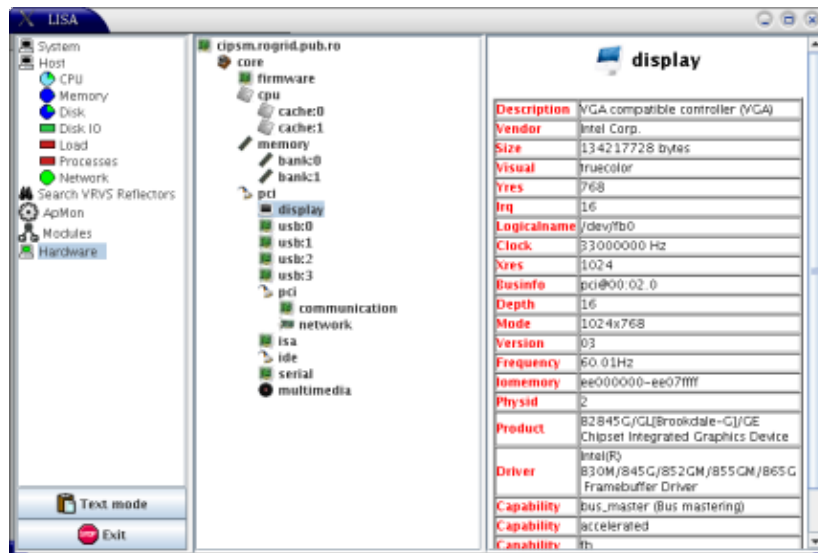 LISA
System
Host
CPU
Memory
Disk
Disk IO
Load
Processes
Network
Search VRVS Reflectors
ApMon
Modules
Hardware
Text mode
Exit
cipsm.rogrid.pub.ro
core
firmware
cpu
cache:0
cache:1
memory
bank:0
bank:1
pci
display
usb:0
usb:1
usb:2
usb:3
pci
communication
network
isa
ide
serial
multimedia
display
Description VGA compatible controller (VGA)
Vendor Intel Corp.
Size 134217728 bytes
Visual truecolor
Yres 768
Irq 16
Logicalname /dev/fb0
Clock 33000000 Hz
Xres 1024
Businfo pci@00:02.0
Depth 16
Mode 1024x768
Version 03
Frequency 60.01Hz
Iomemory ee000000-ee07ffff
Physid 2
Product 82845G/GL[Brookdale-G]/GE
Chipset Integrated Graphics Device
Driver Intel(R)
830M/845G/852GM/855GM/865G
Framebuffer Driver
Capability bus_master (Bus mastering)
Capability accelerated
Capability fb